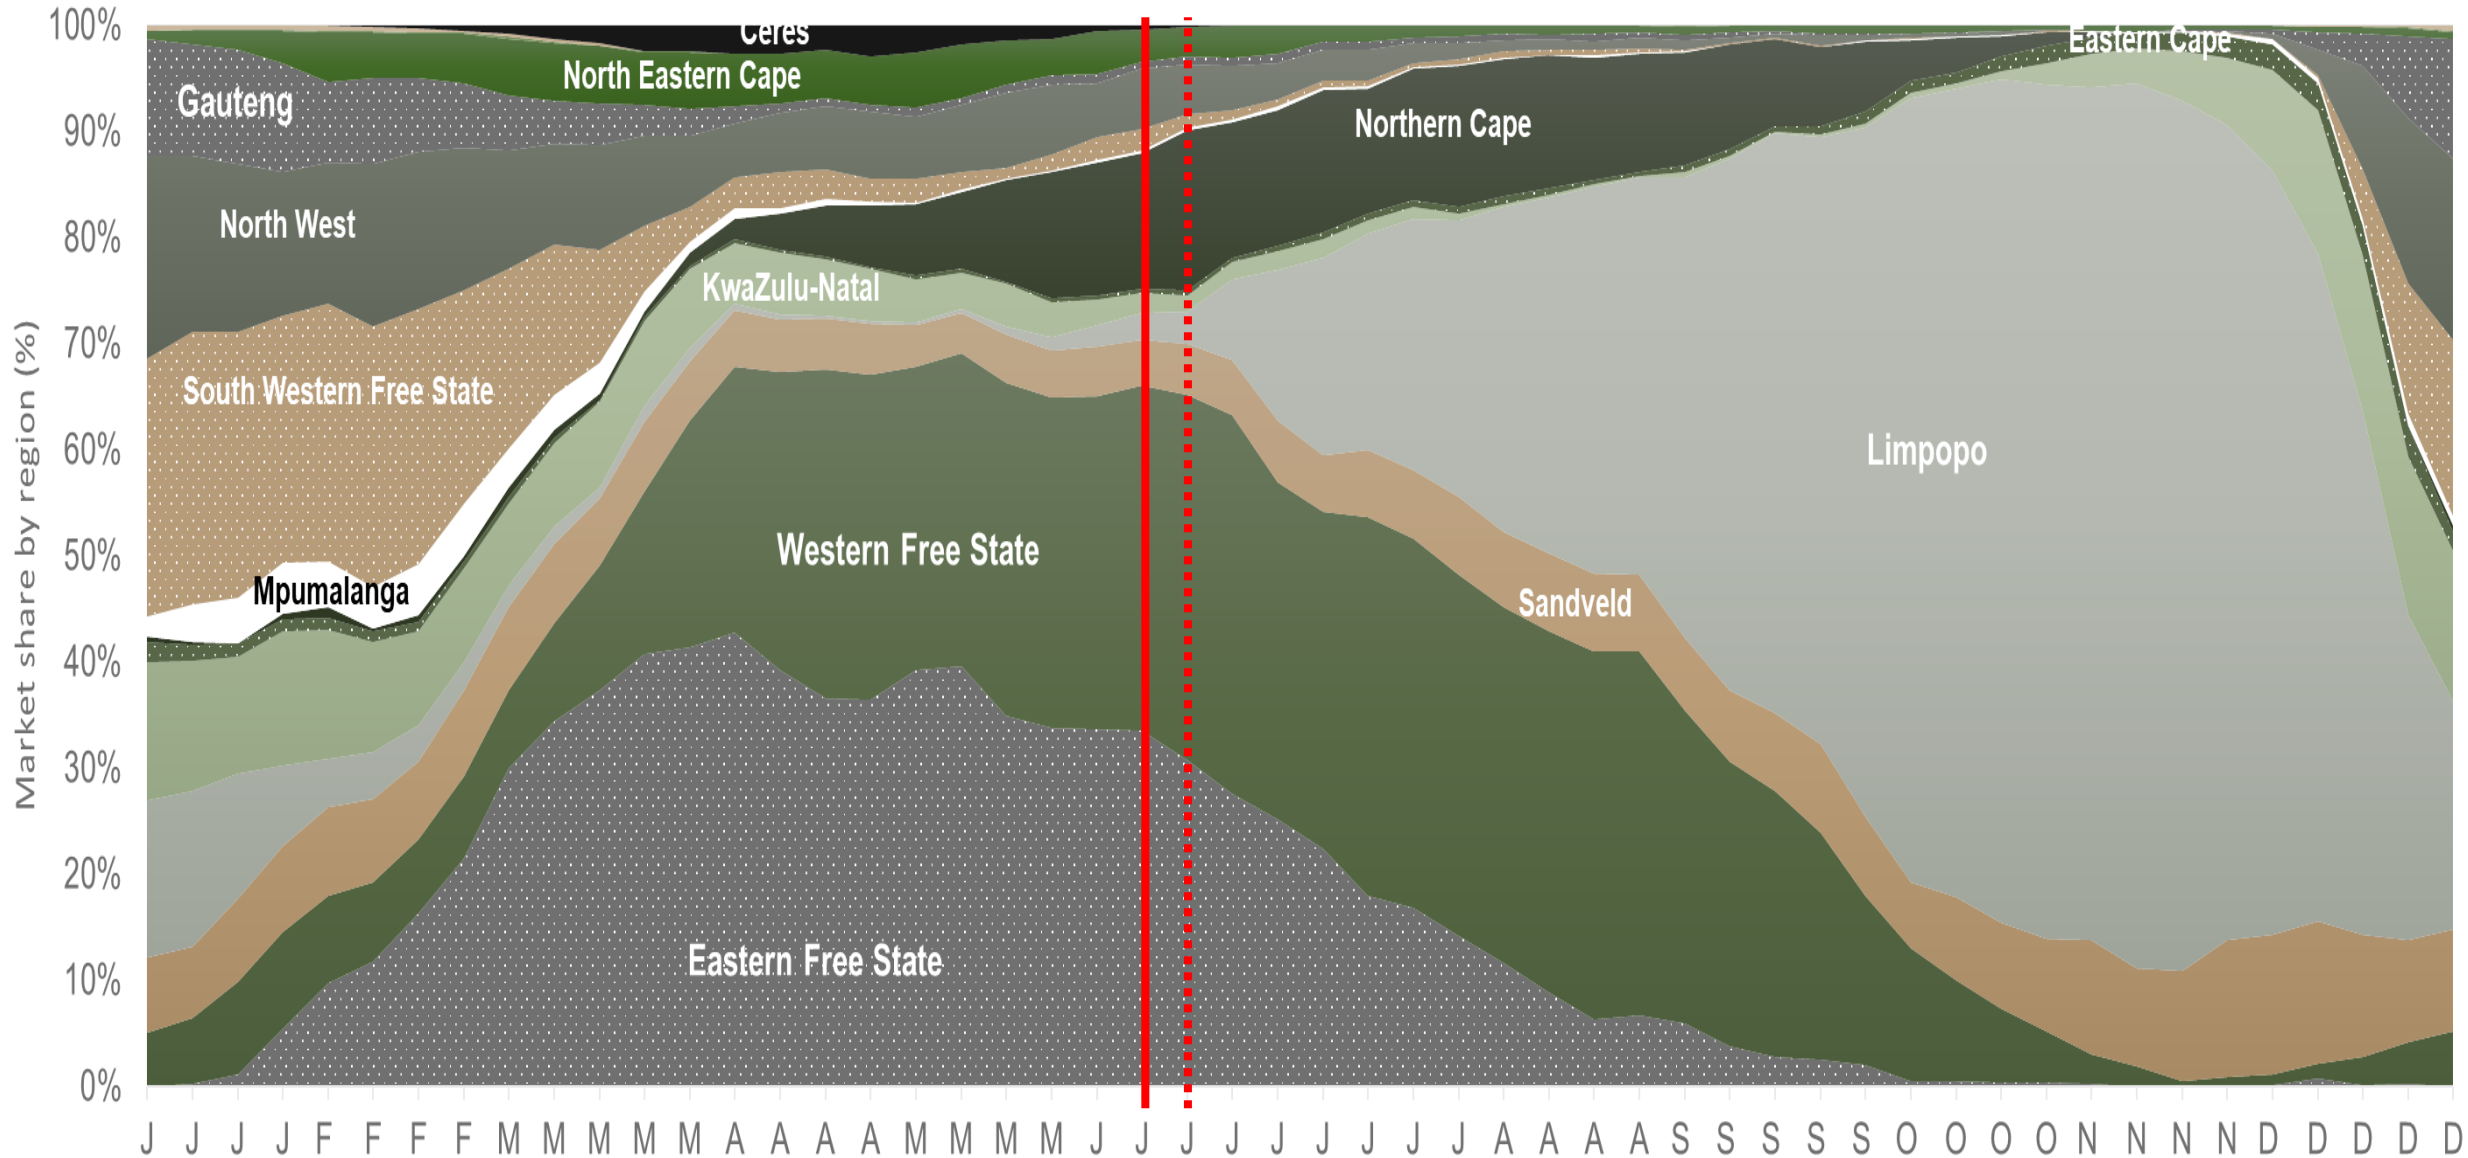 100%
90%
80%
70%
60%
50%
40%
30%
20%
10%
0%
Market share by region (%)
Ceres
Eastern Cape
North Eastern Cape
Gauteng
Northern Cape
North West
KwaZulu-Natal
South Western Free State
Limpopo
Western Free State
Mpumalanga
Sandveld
Eastern Free State
J J J J F F F F M M M M M A A A A M M M M J J J J J J J J J A A A A S S S S S O O O O N N N N D D D D D